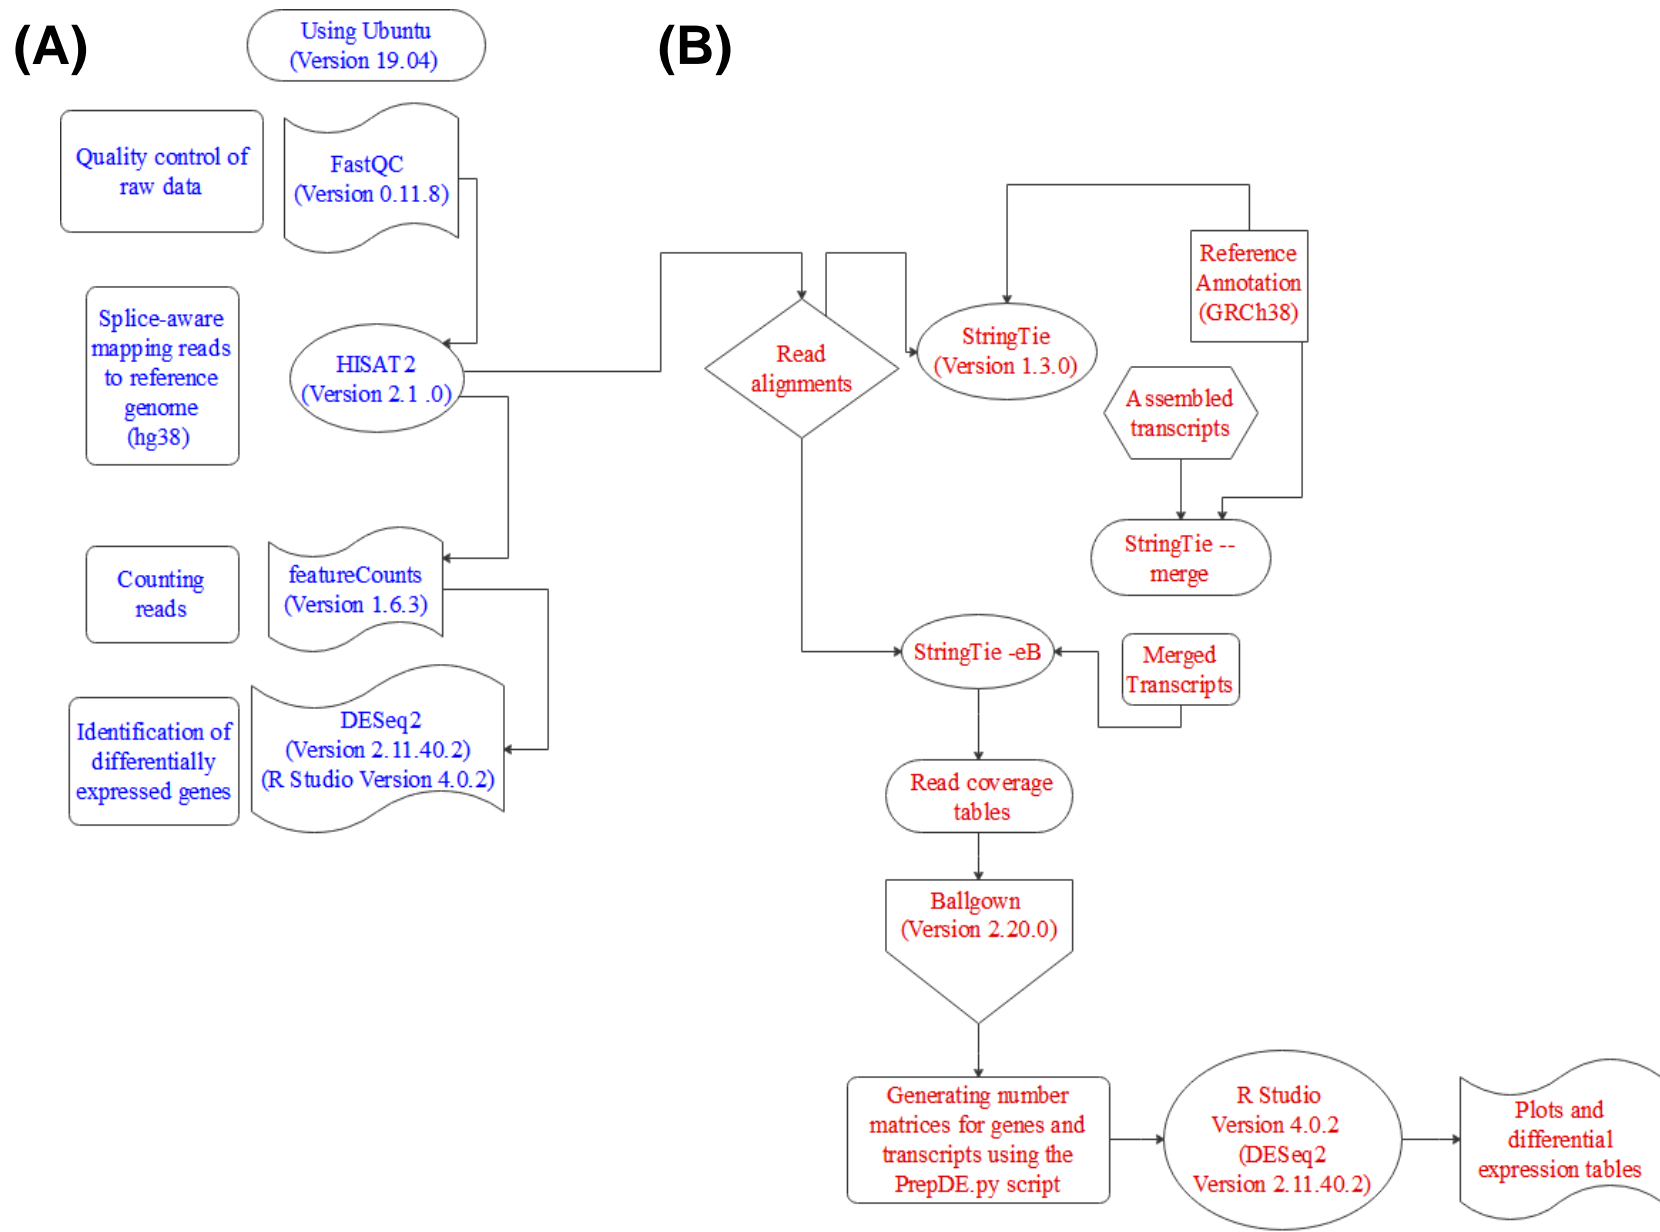 (A)
Using Ubuntu
(Version 19.04)
Quality control of
raw data
FastQC
(Version 0.11.8)
Splice-aware
mapping reads
to reference
genome
(hg38)
HISAT2
(Version 2.1 .0)
Counting
reads
featureCounts
(Version 1.6.3)
Identification of
differentially
expressed genes
DESeq2
(Version 2.11.40.2)
(R Studio Version 4.0.2)
(B)
Read
alignments
StringTie
(Version 1.3.0)
Reference
Annotation
(GRCh38)
Assembled
transcripts
StringTie --
merge
StringTie -eB
Merged
Transcripts
Read coverage
tables
Ballgown
(Version 2.20.0)
Generating number
matrices for genes and
transcripts using the
PrepDE.py script
R Studio
Version 4.0.2
(DESeq2
Version 2.11.40.2)
Plots and
differential
expression tables